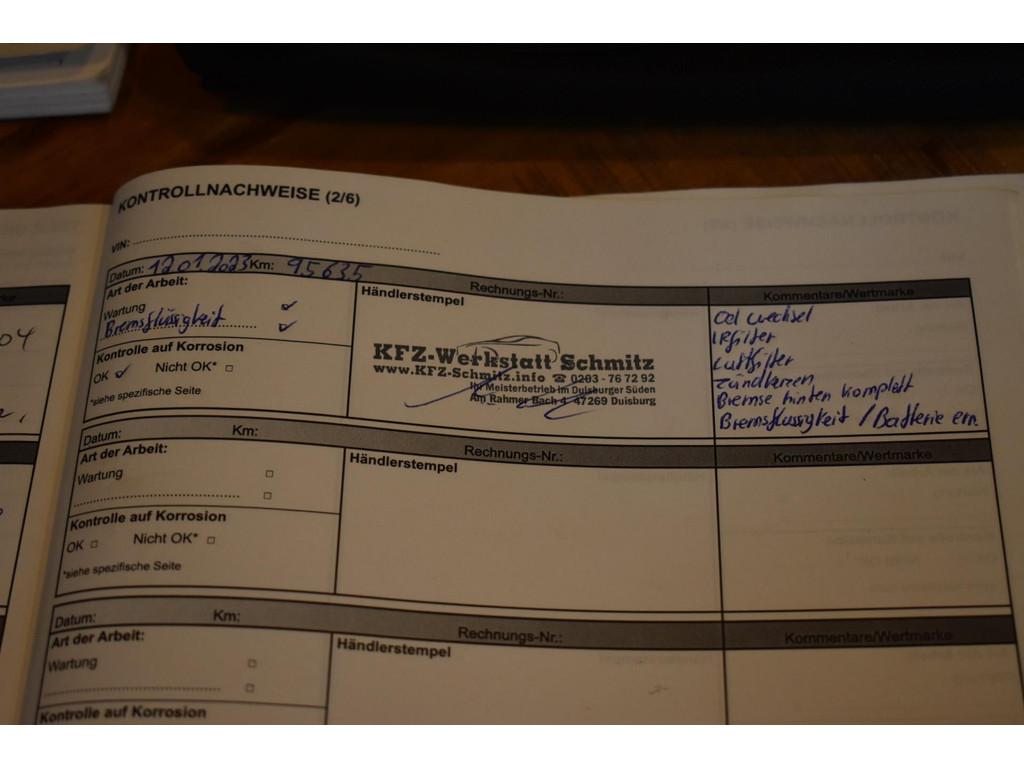 KONTROLLNACHWEISE (2/6)
VIN:
Datum: 12.01.2023 Km: 95635
Rechnungs-Nr.:
Kommentare/Wertmarke
Art der Arbeit:
Wartung
Bremsflüssigkeit
Kontrolle auf Korrosion
OK Nicht OK*
*siehe spezifische Seite
Händlerstempel
KFZ-Werkstatt Schmitz
www.KFZ-Schmitz.info ☎ 0203 - 76 72 92
Ihr Meisterbetrieb im Duisburger Süden
Am Rahmer Bach 4 47269 Duisburg
Öl wechsel
Luftfilter
Zündkerzen
Bremse hinten komplett
Bremsflussigkeit / Batterie ern.
Datum: Km:
Rechnungs-Nr.:
Kommentare/Wertmarke
Art der Arbeit:
Wartung
Kontrolle auf Korrosion
OK Nicht OK*
*siehe spezifische Seite
Händlerstempel
Datum: Km:
Rechnungs-Nr.:
Kommentare/Wertmarke
Art der Arbeit:
Wartung
Kontrolle auf Korrosion
Händlerstempel